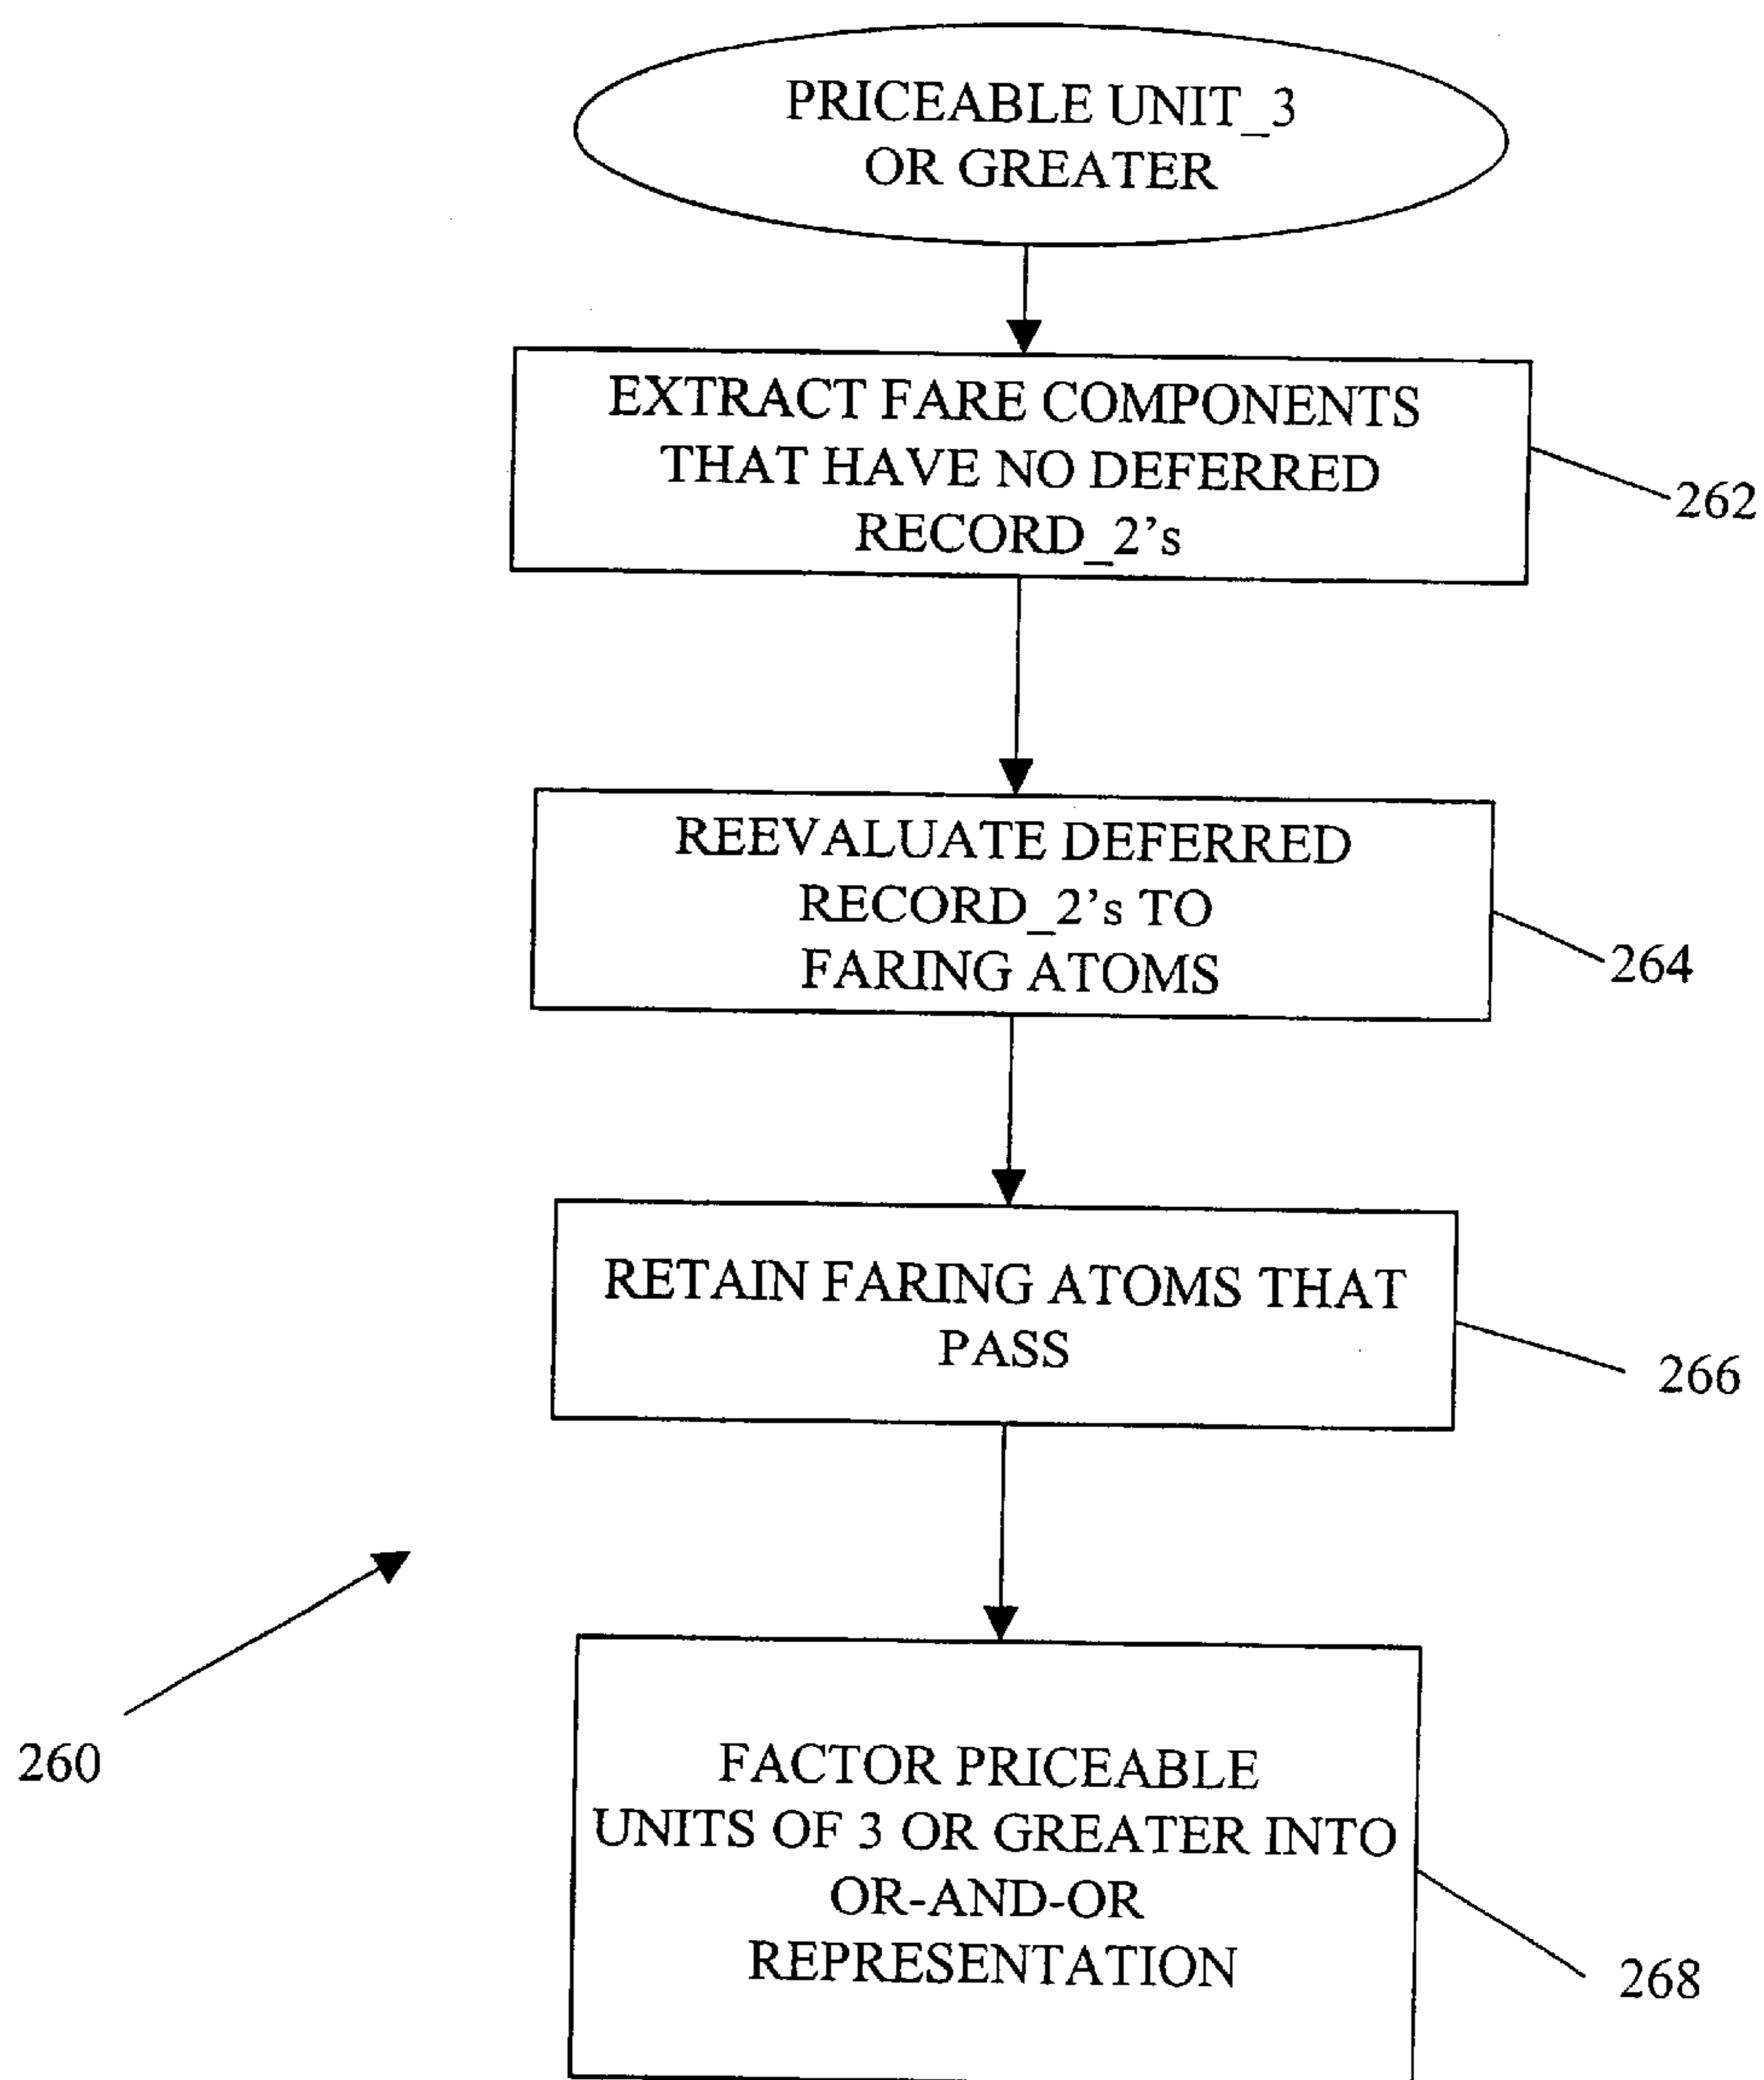 PRICEABLE UNIT_3
OR GREATER
EXTRACT FARE COMPONENTS
THAT HAVE NO DEFERRED
RECORD_2's
262
REEVALUATE DEFERRED
RECORD_2's TO
FARING ATOMS
264
RETAIN FARING ATOMS THAT
PASS
266
260
FACTOR PRICEABLE
UNITS OF 3 OR GREATER INTO
OR-AND-OR
REPRESENTATION
268